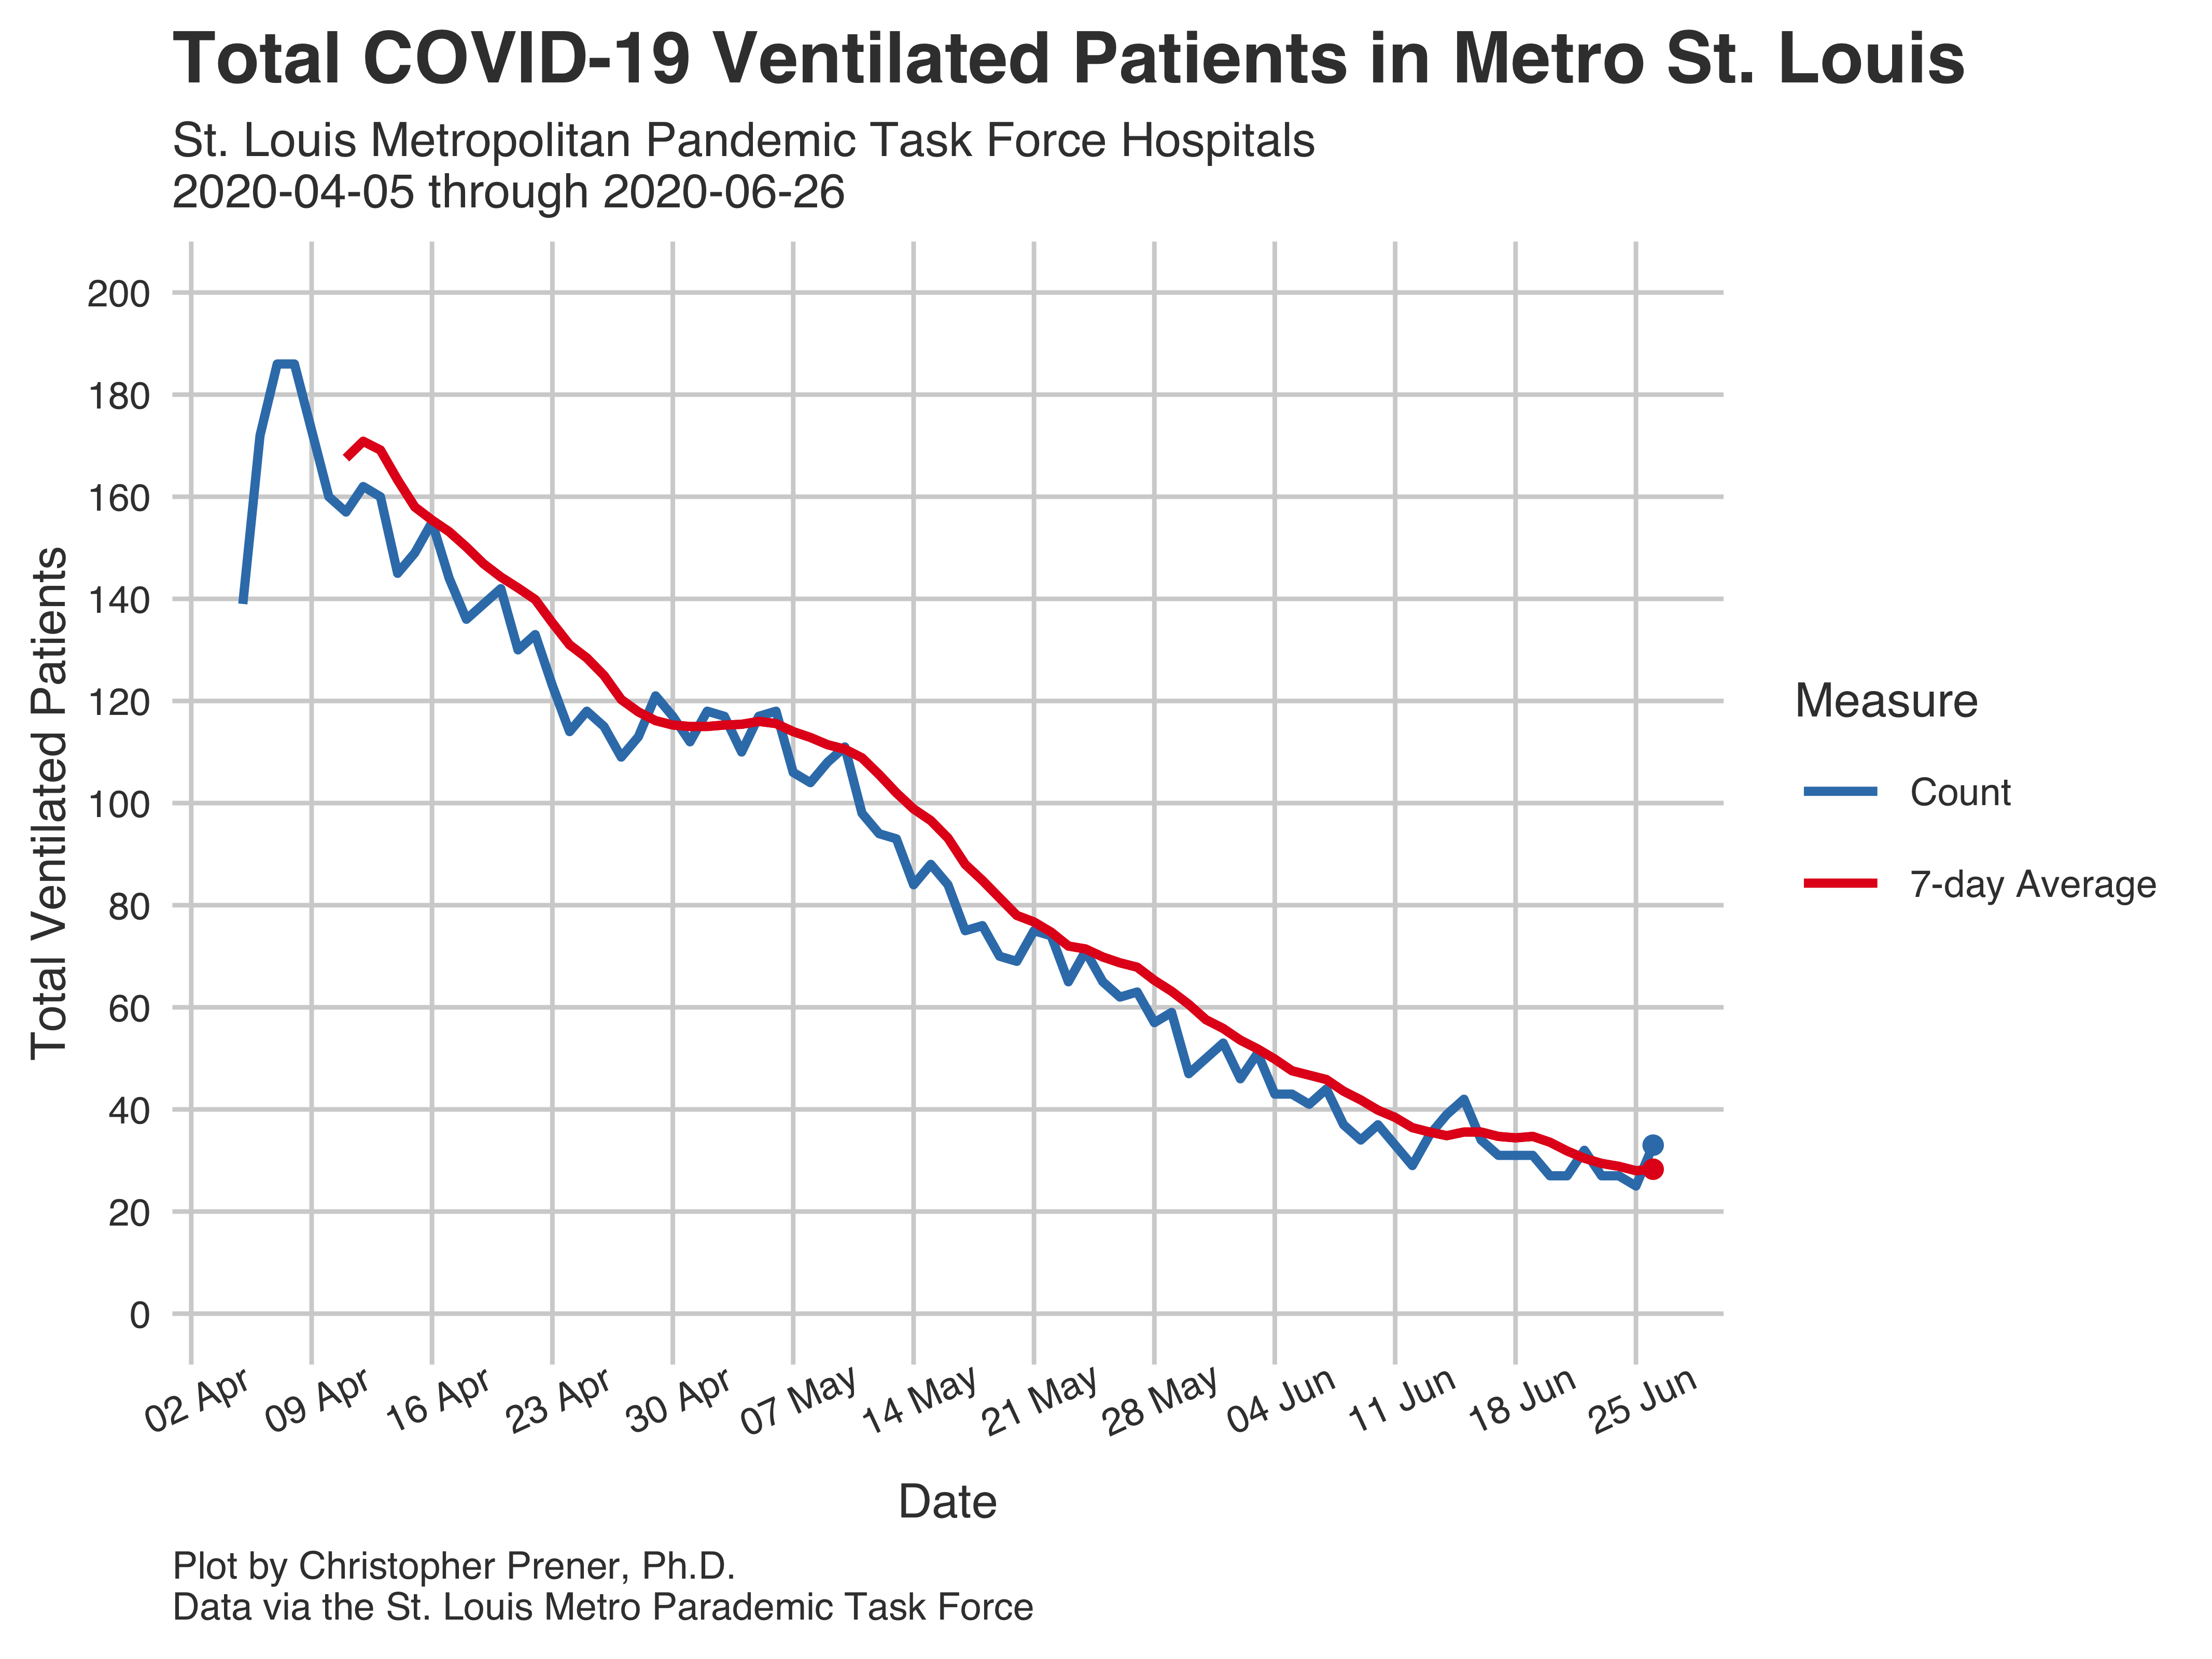 Total COVID-19 Ventilated Patients in Metro St. Louis
St. Louis Metropolitan Pandemic Task Force Hospitals
2020-04-05 through 2020-06-26
Total Ventilated Patients
200
180
160
140
120
100
80
60
40
20
0
02 Apr
09 Apr
16 Apr
23 Apr
30 Apr
07 May
14 May
21 May
28 May
04 Jun
11 Jun
18 Jun
25 Jun
Date
Measure
Count
7-day Average
Plot by Christopher Prener, Ph.D.
Data via the St. Louis Metro Parademic Task Force